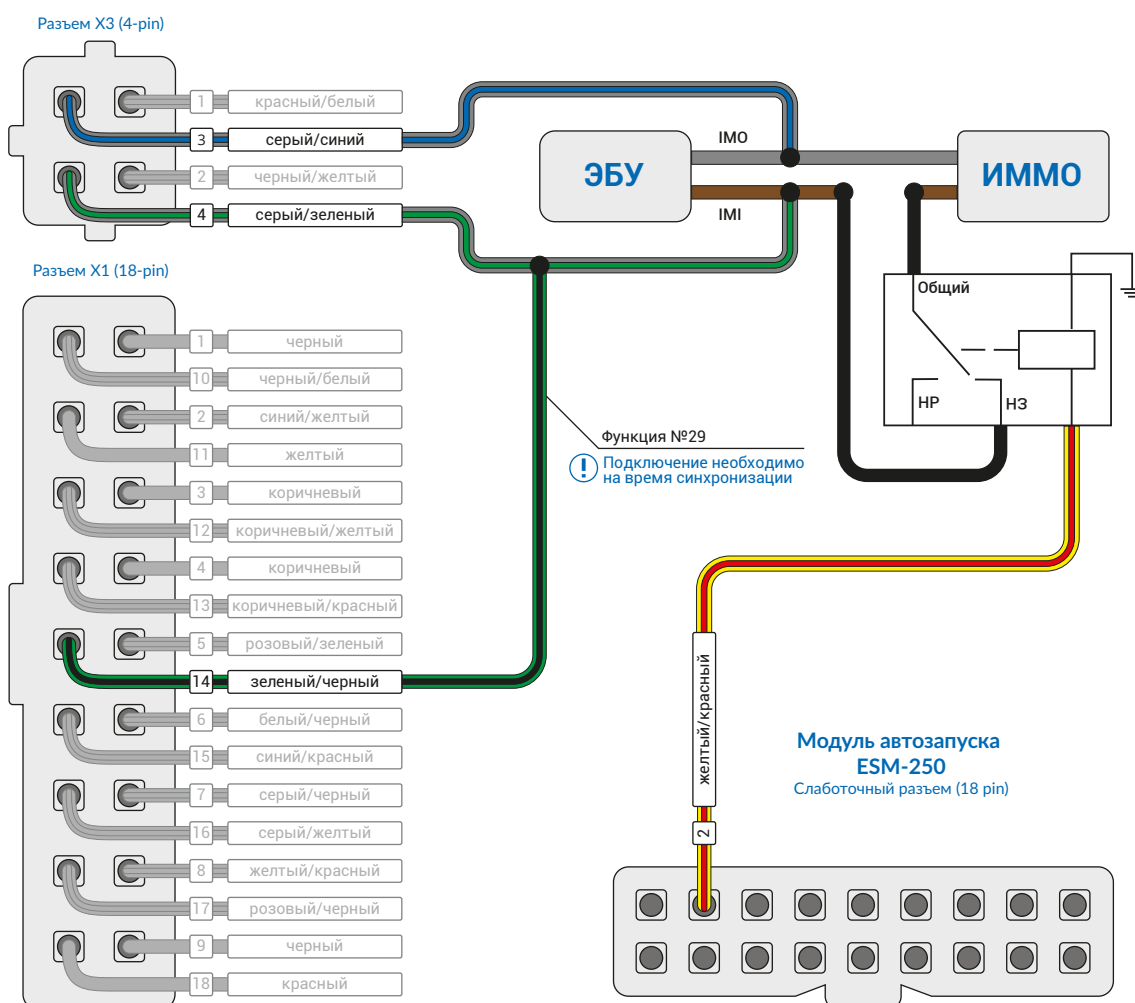 Разъем X3 (4-pin)
1 красный/белый
3 серый/синий
2 черный/желтый
4 серый/зеленый
ЭБУ
IMO
IMI
ИММО
Общий
НР
НЗ
Разъем X1 (18-pin)
1 черный
10 черный/белый
2 синий/желтый
11 желтый
3 коричневый
12 коричневый/желтый
4 коричневый
13 коричневый/красный
5 розовый/зеленый
14 зеленый/черный
6 белый/черный
15 синий/красный
7 серый/черный
16 серый/желтый
8 желтый/красный
17 розовый/черный
9 черный
18 красный
Функция №29
! Подключение необходимо
на время синхронизации
желтый/красный
2
Модуль автозапуска
ESM-250
Слаботочный разъем (18 pin)